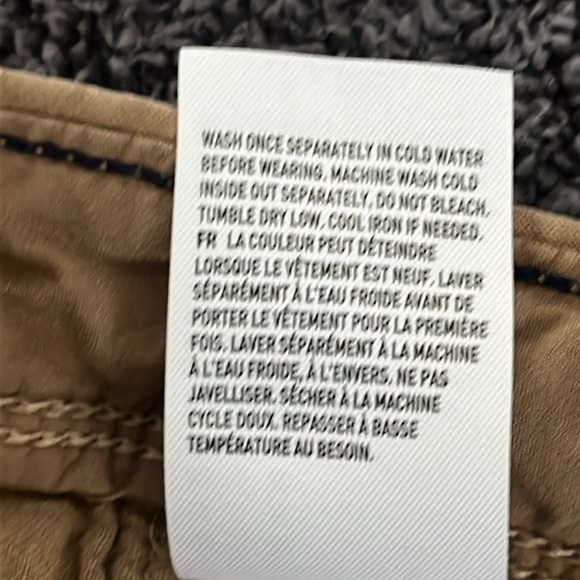 WASH ONCE SEPARATELY IN COLD WATER
BEFORE WEARING. MACHINE WASH COLD
INSIDE OUT SEPARATELY. DO NOT BLEACH.
TUMBLE DRY LOW. COOL IRON IF NEEDED.
FR LA COULEUR PEUT DÉTEINDRE
LORSQUE LE VÊTEMENT EST NEUF. LAVER
SÉPARÉMENT À L'EAU FROIDE AVANT DE
PORTER LE VÊTEMENT POUR LA PREMIÈRE
FOIS. LAVER SÉPARÉMENT À LA MACHINE
À L'EAU FROIDE, À L'ENVERS. NE PAS
JAVELLISER. SÉCHER À LA MACHINE
CYCLE DOUX. REPASSER À BASSE
TEMPÉRATURE AU BESOIN.